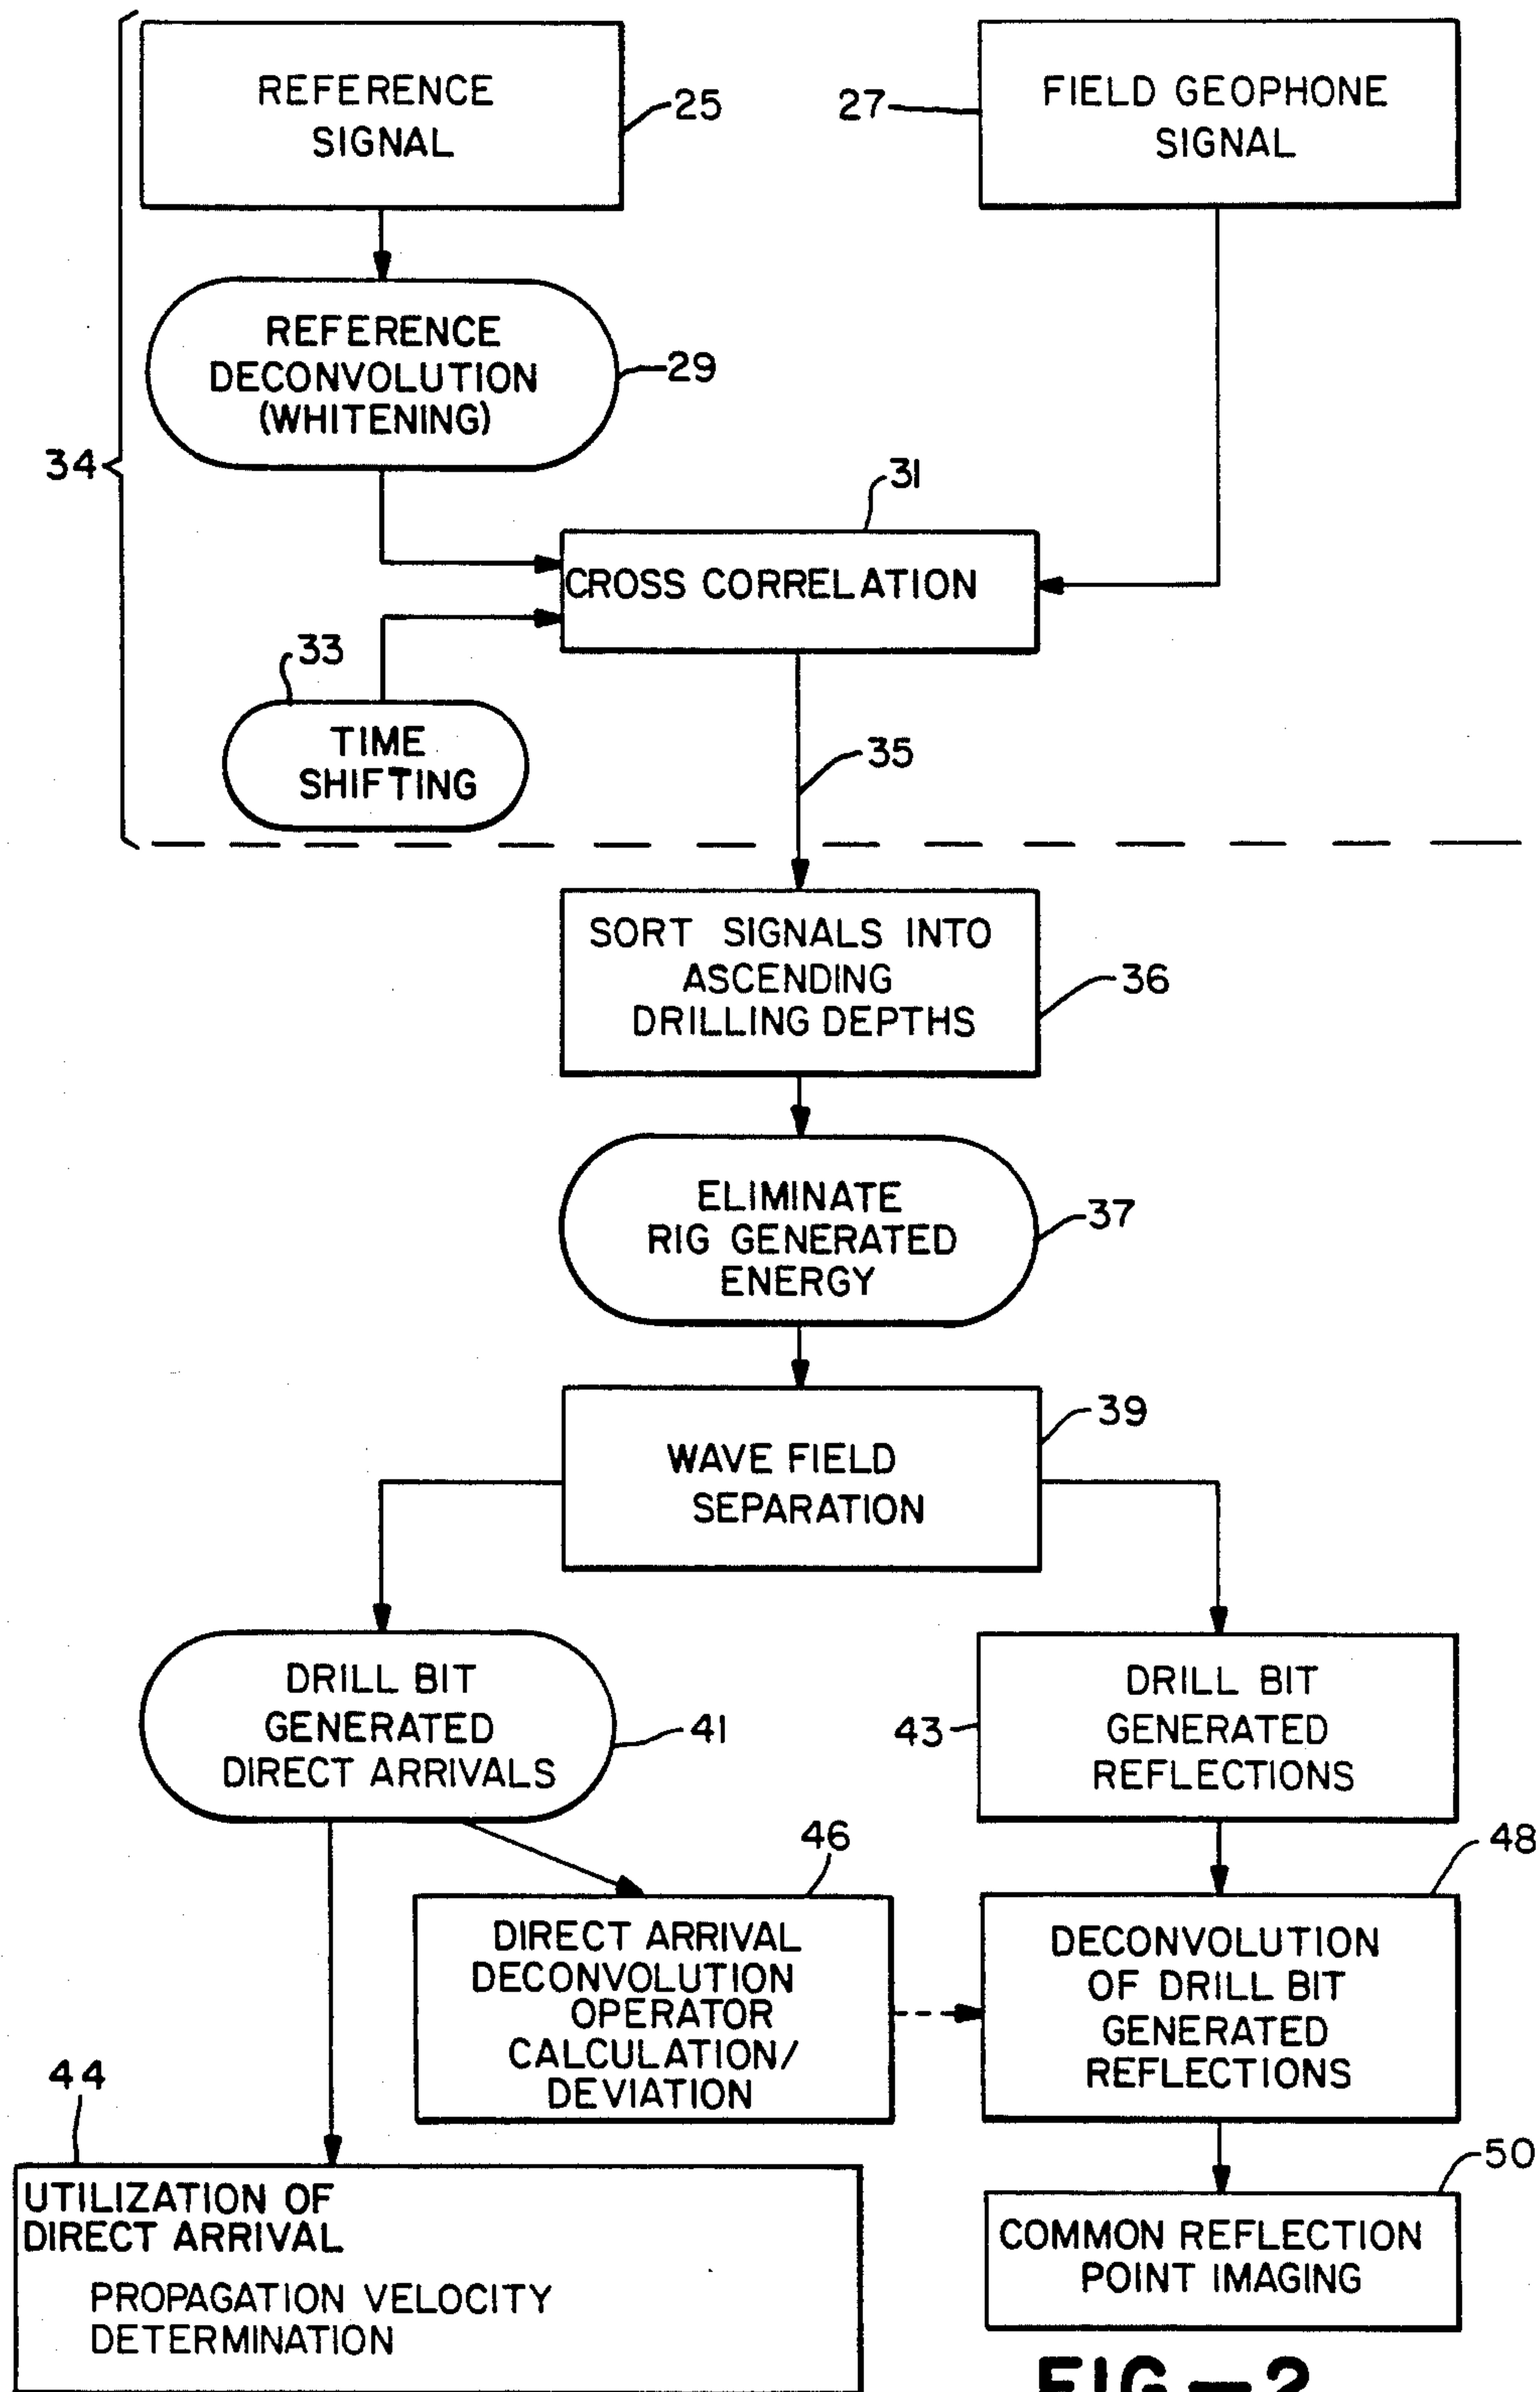 REFERENCE
SIGNAL
25
27
FIELD GEOPHONE
SIGNAL
REFERENCE
DECONVOLUTION
(WHITENING)
29
34
31
CROSS CORRELATION
33
TIME
SHIFTING
35
SORT SIGNALS INTO
ASCENDING
DRILLING DEPTHS
36
ELIMINATE
RIG GENERATED
ENERGY
37
39
WAVE FIELD
SEPARATION
DRILL BIT
GENERATED
DIRECT ARRIVALS
41
43
DRILL BIT
GENERATED
REFLECTIONS
46
48
DIRECT ARRIVAL
DECONVOLUTION
OPERATOR
CALCULATION/
DEVIATION
DECONVOLUTION
OF DRILL BIT
GENERATED
REFLECTIONS
44
50
UTILIZATION OF
DIRECT ARRIVAL
PROPAGATION VELOCITY
DETERMINATION
COMMON REFLECTION
POINT IMAGING
FIG-2